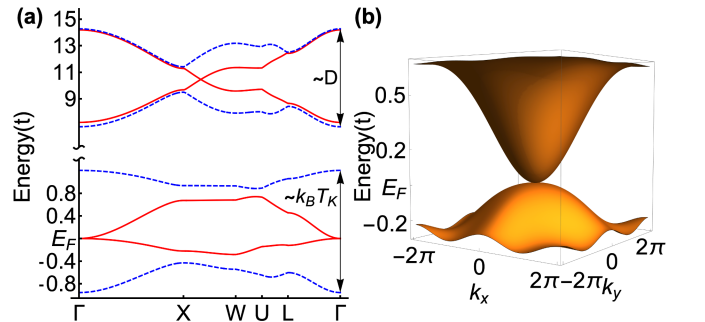 (a)
15
13
11
9
~D
Energy(t)
0.8
0.4
E_F
-0.4
-0.8
~k_BT_K
Γ X W U L Γ
(b)
Energy(t)
0.5
0.2
E_F
-0.2
-2π 0 2π
k_x
-2π 0 2π
k_y